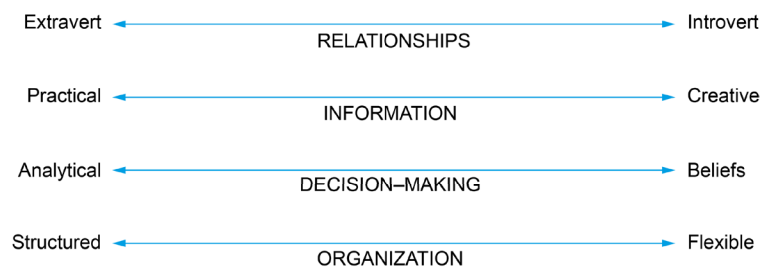 Extravert Introvert
RELATIONSHIPS
Practical Creative
INFORMATION
Analytical Beliefs
DECISION–MAKING
Structured Flexible
ORGANIZATION